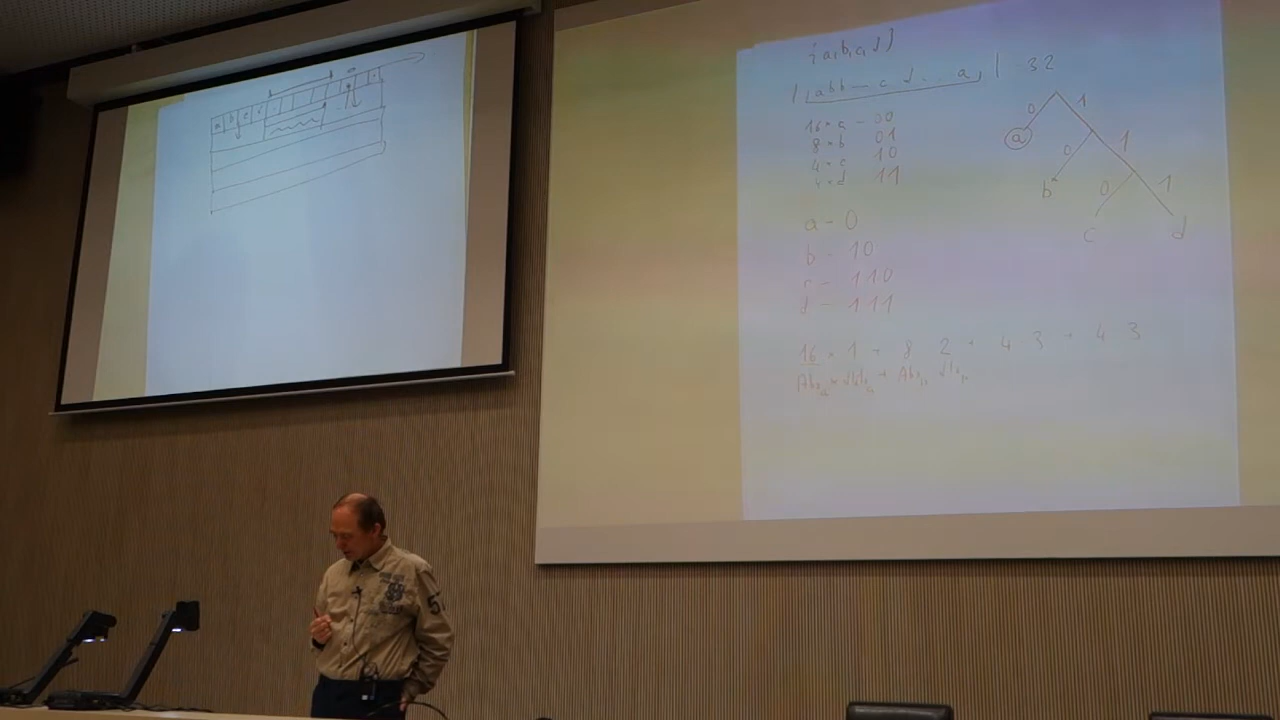 {a,b,c,d}
|,abb — c d ... a,| 32
16 × a - 00
8 × b 01
4 × c 10
4 × d 11
a - 0
b - 10
c - 110
d - 111
16 × 1 + 8 2 + 4 3 + 4 3
0 1
a 0 1
b 0 1
c d
a b c
57